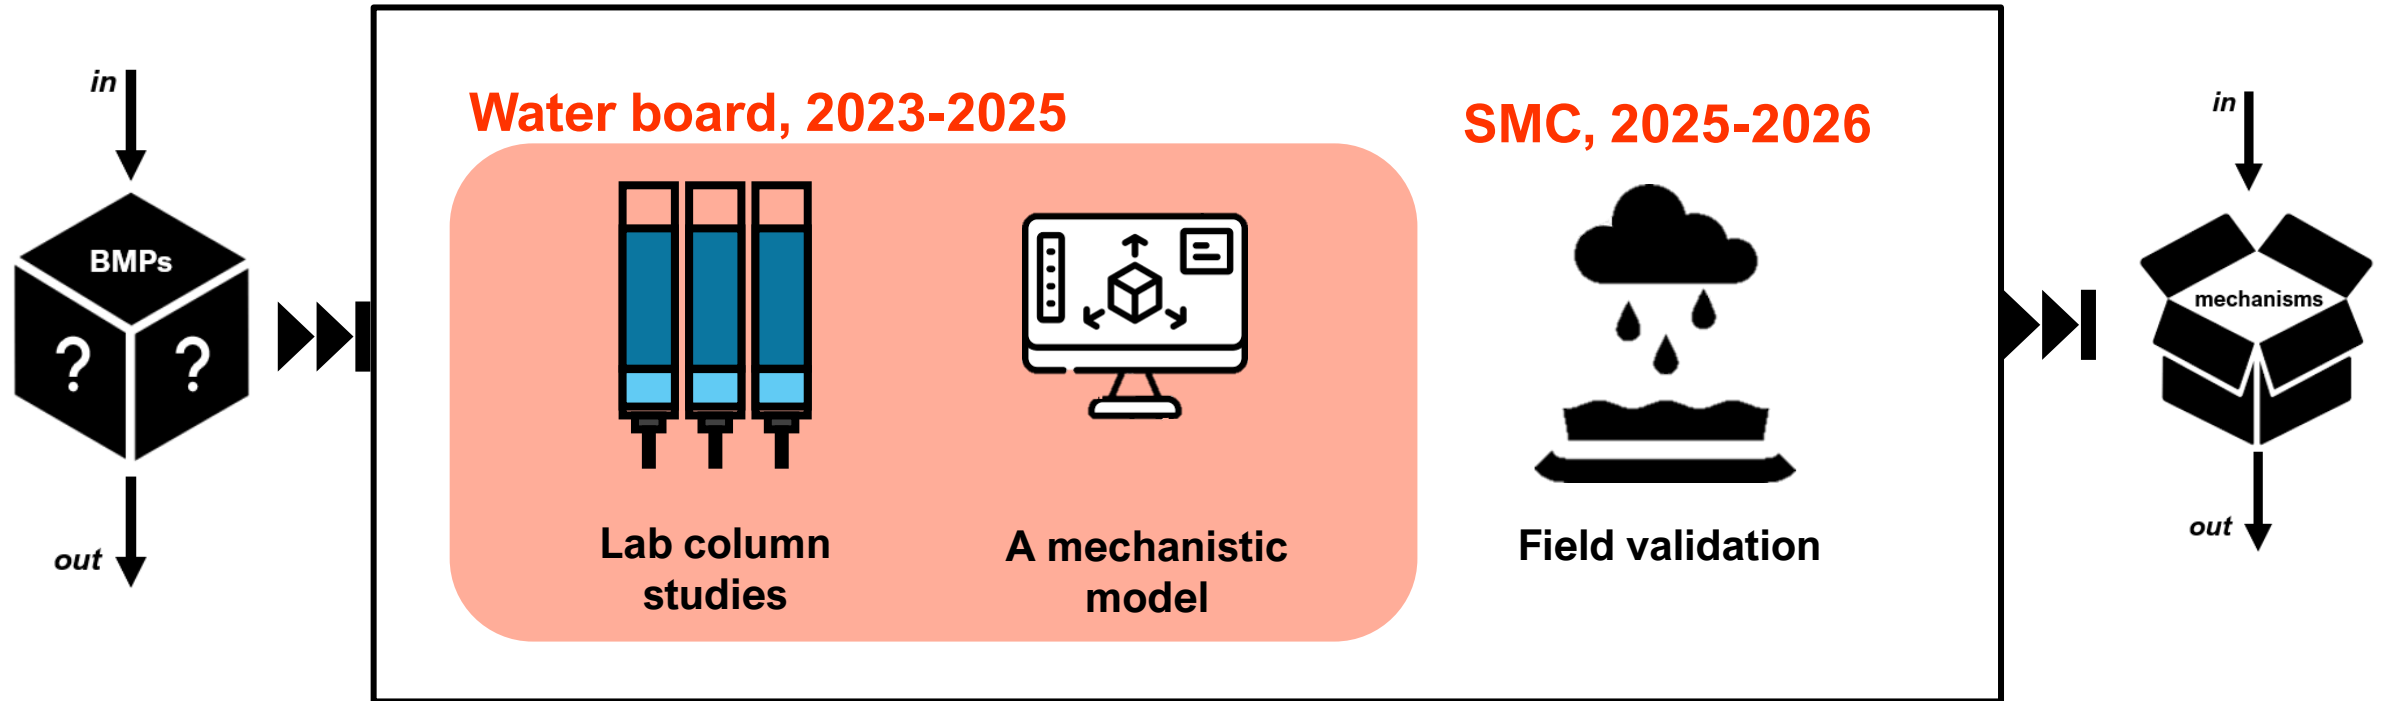 in
BMPs
?
?
out
Water board, 2023-2025
Lab column
studies
A mechanistic
model
SMC, 2025-2026
Field validation
in
mechanisms
out